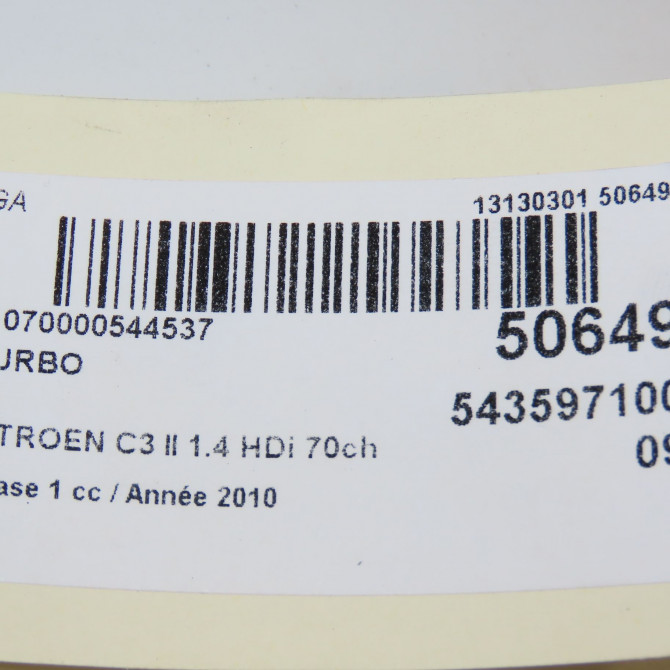 GA
13130301 50649
070000544537
50649
URBO
543597100
TROEN C3 II 1.4 HDi 70ch
09
ase 1 cc / Année 2010